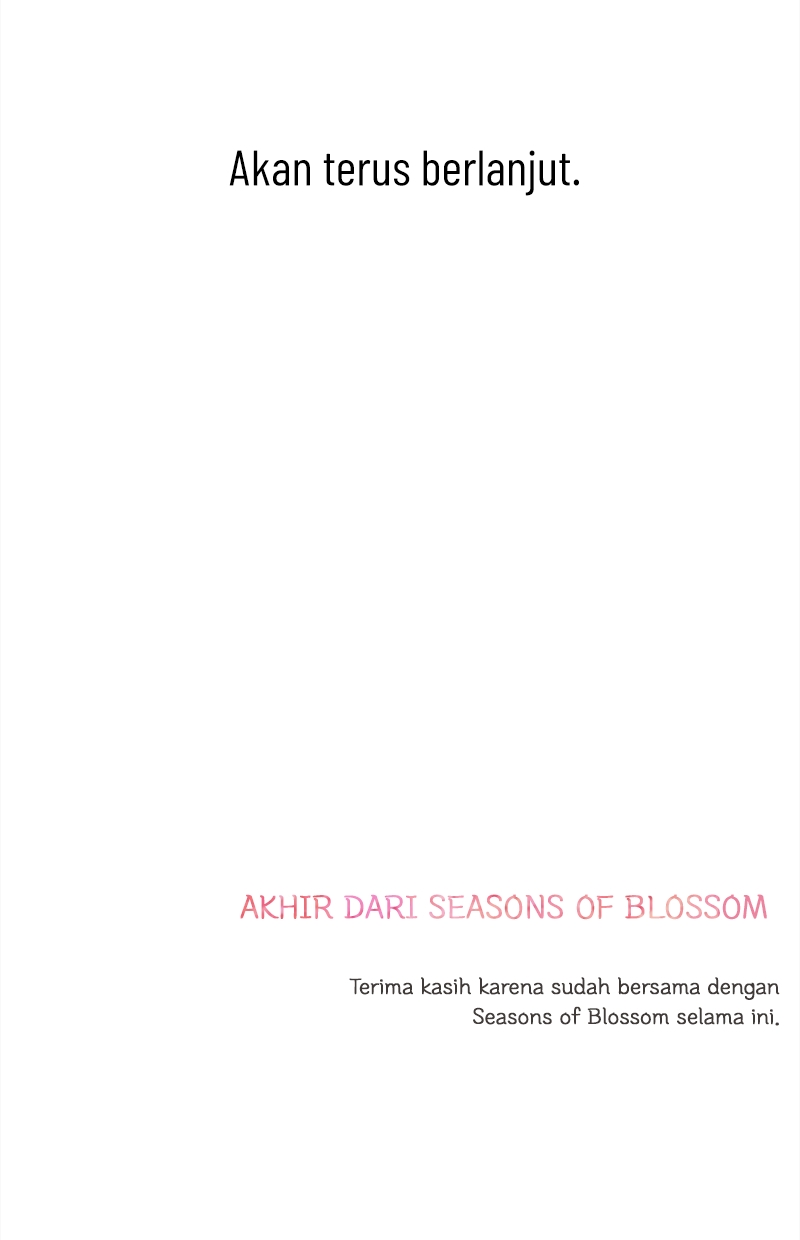 Akan terus berlanjut.
AKHIR DARI SEASONS OF BLOSSOM
Terima kasih karena sudah bersama dengan
Seasons of Blossom selama ini.